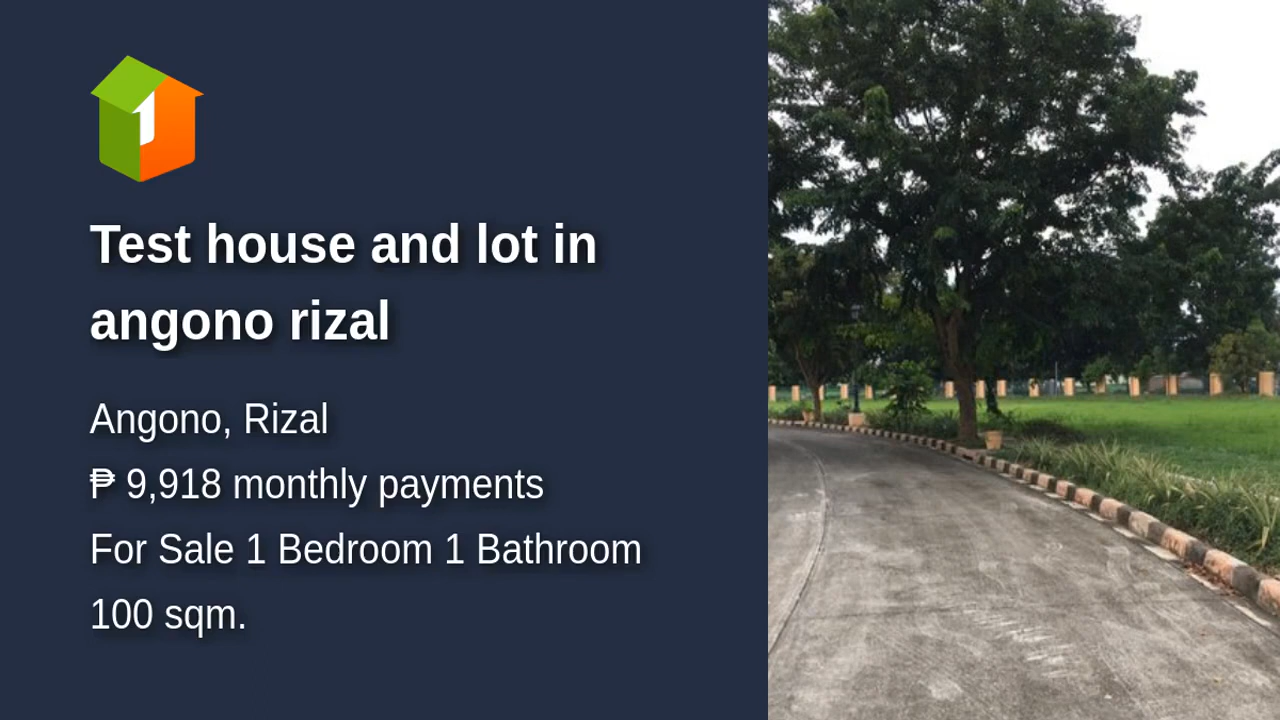 Test house and lot in
angono rizal
Angono, Rizal
₱ 9,918 monthly payments
For Sale 1 Bedroom 1 Bathroom
100 sqm.